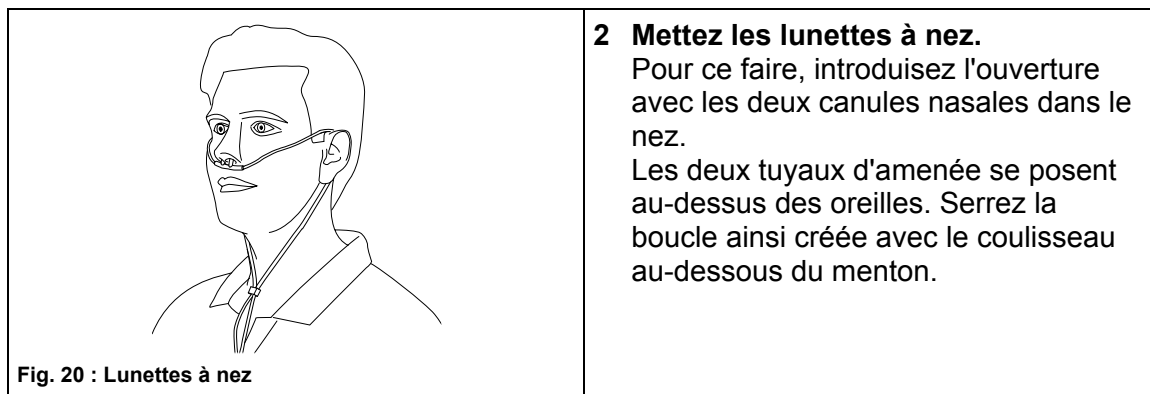 2 Mettez les lunettes à nez.
Pour ce faire, introduisez l'ouverture
avec les deux canules nasales dans le
nez.
Les deux tuyaux d'amenée se posent
au-dessus des oreilles. Serrez la
boucle ainsi créée avec le coulisseau
au-dessous du menton.
Fig. 20 : Lunettes à nez